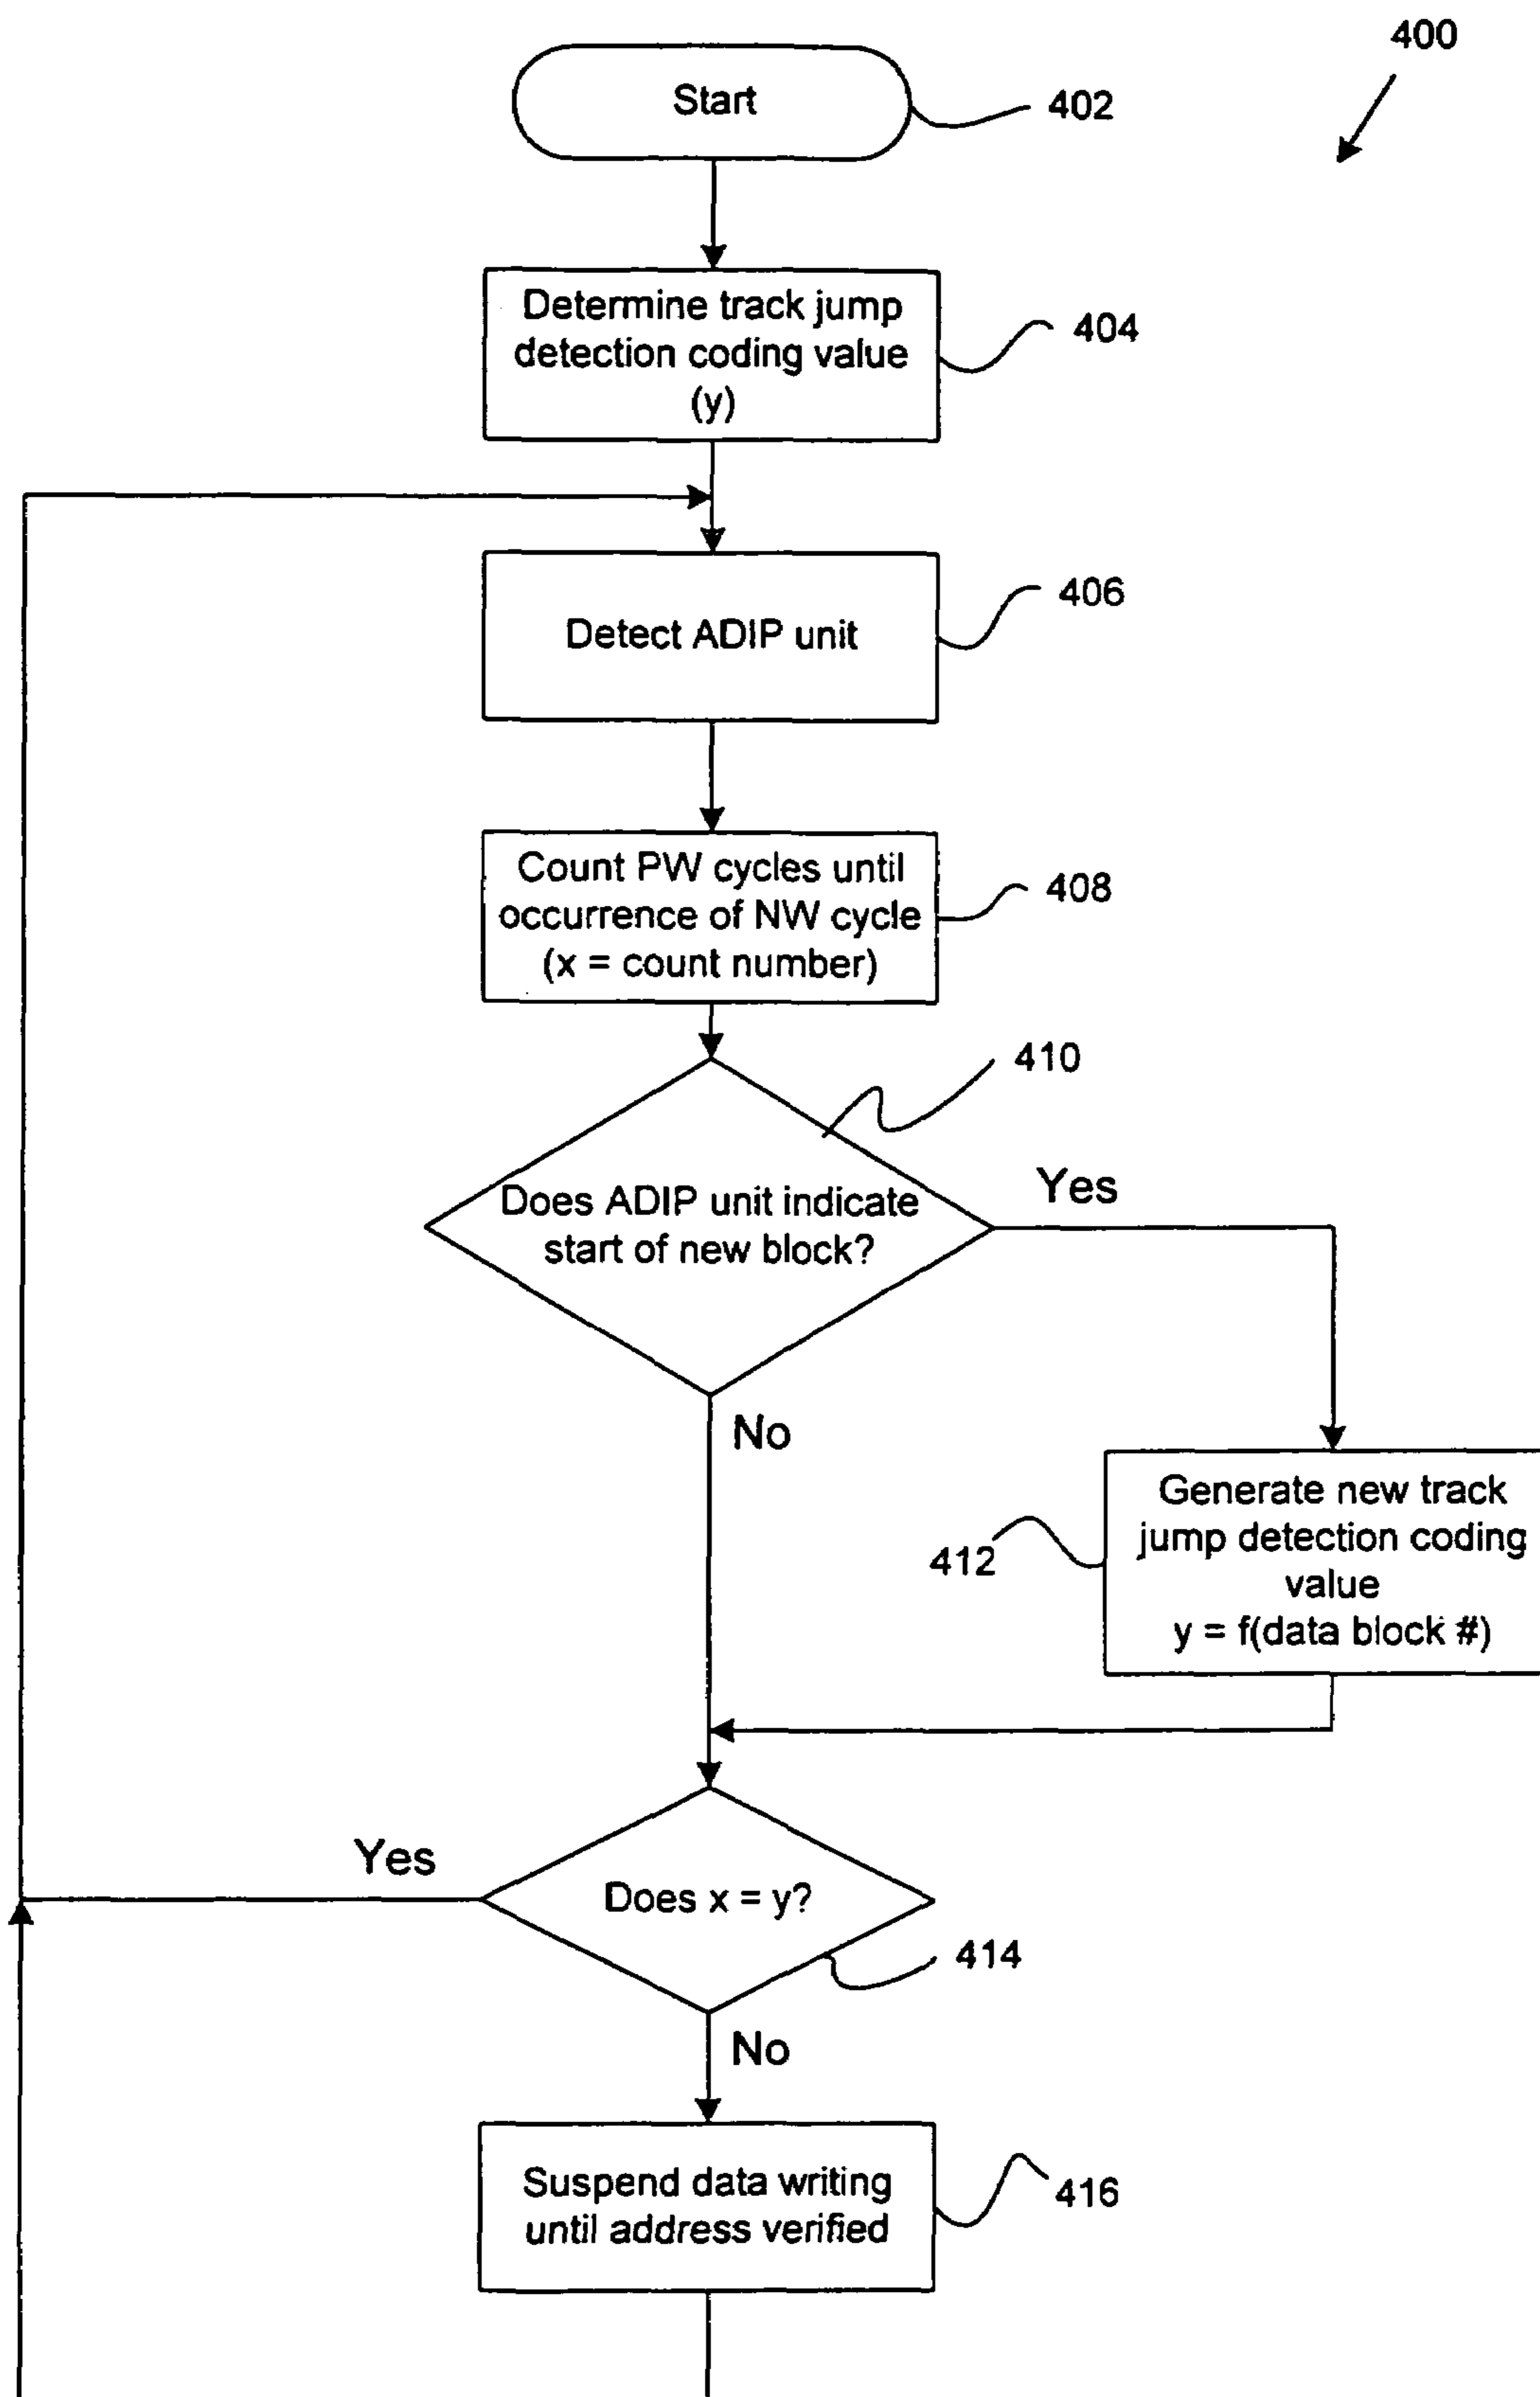 400
Start
402
Determine track jump
detection coding value
(y)
404
Detect ADIP unit
406
Count PW cycles until
occurrence of NW cycle
(x = count number)
408
410
Does ADIP unit indicate
start of new block?
Yes
No
Generate new track
jump detection coding
value
y = f(data block #)
412
Yes
Does x = y?
414
No
Suspend data writing
until address verified
416